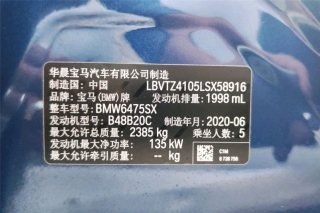 华晨宝马汽车有限公司制造
制造国：中国 LBVTZ4105LSX58916
品牌：宝马(BMW)牌 发动机排量：1998 mL
整车型号：BMW6475SX
发动机型号：B48B20C 制造年月：2020-06
最大允许总质量：2385 kg 乘坐人数：5
发动机最大净功率：135 kW
最大允许牵引质量：-- kg